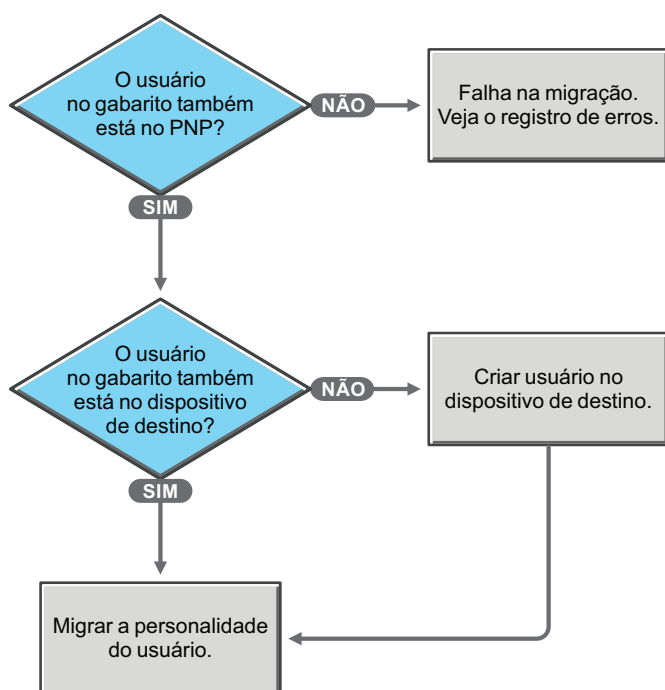 O usuário
no gabarito também
está no PNP?
NÃO
Falha na migração.
Veja o registro de erros.
SIM
O usuário
no gabarito também
está no dispositivo
de destino?
NÃO
Criar usuário no
dispositivo de destino.
SIM
Migrar a personalidade
do usuário.